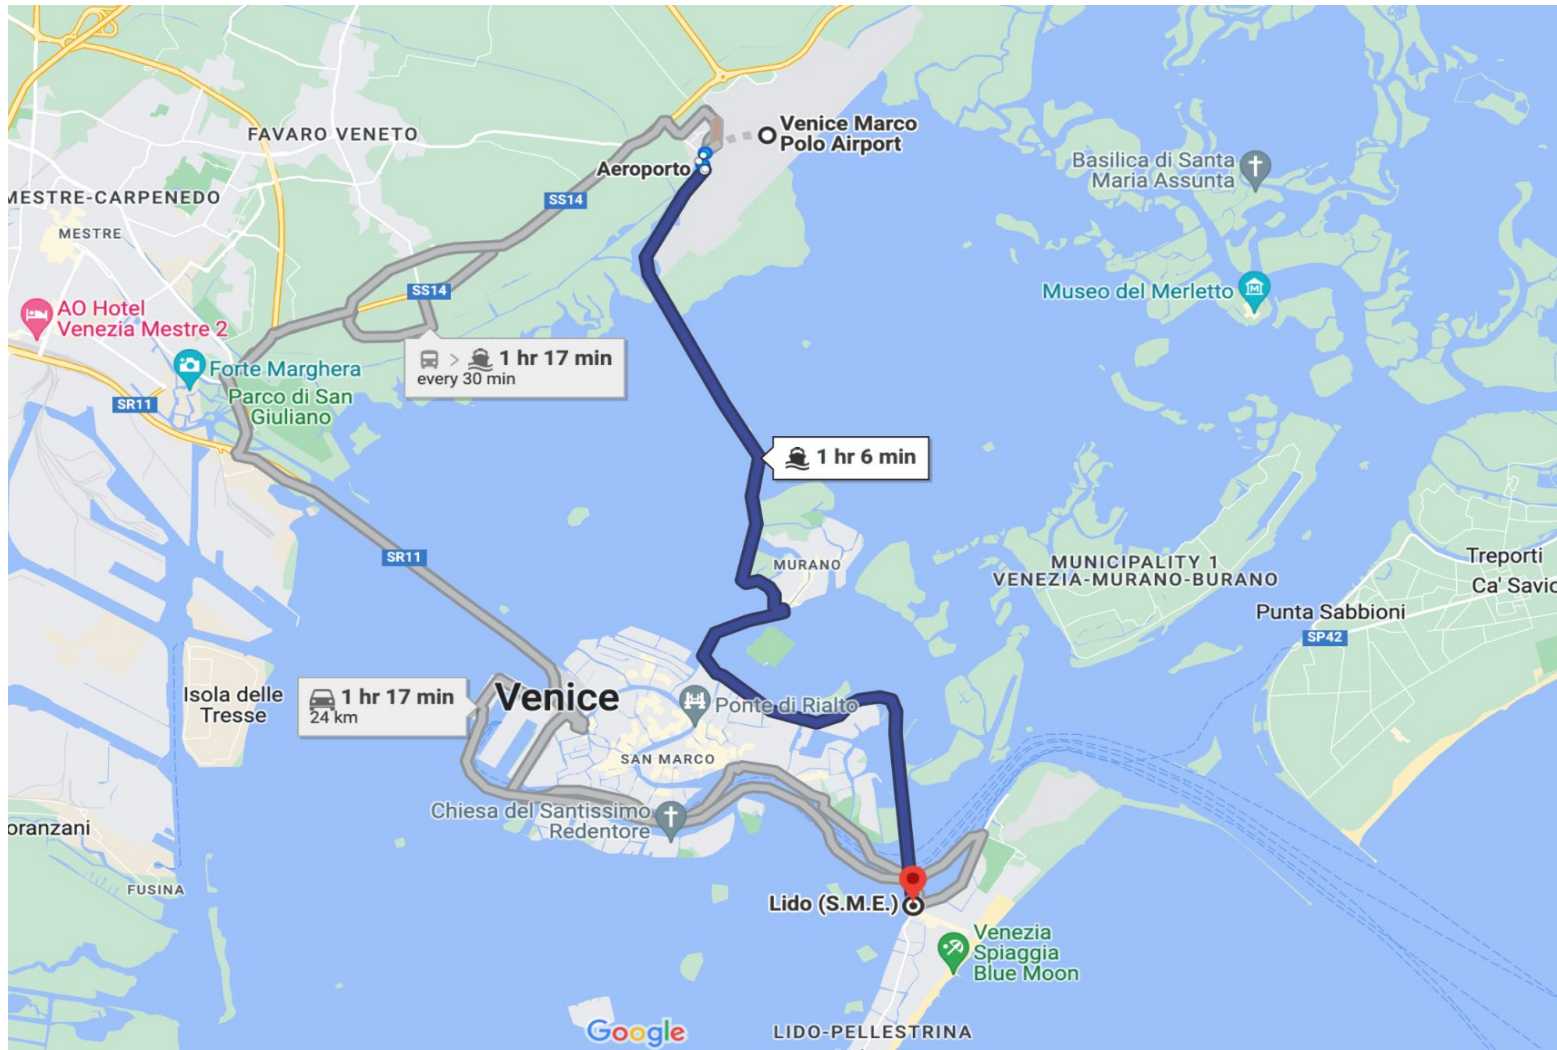 Venice Marco
Polo Airport
FAVARO VENETO
Aeroporto
Basilica di Santa
Maria Assunta
MESTRE-CARPENEDO
SS14
MESTRE
SS14
Museo del Merletto
AO Hotel
Venezia Mestre 2
1 hr 17 min
every 30 min
Forte Marghera
Parco di San
Giuliano
SR11
1 hr 6 min
SR11
MURANO
MUNICIPALITY 1
VENEZIA-MURANO-BURANO
Treporti
Ca' Savio
Punta Sabbioni
SP42
Isola delle
Tresse
1 hr 17 min
24 km
Venice
Ponte di Rialto
SAN MARCO
Chiesa del Santissimo
Redentore
oranzani
FUSINA
Lido (S.M.E.)
Venezia
Spiaggia
Blue Moon
Google
LIDO-PELLESTRINA